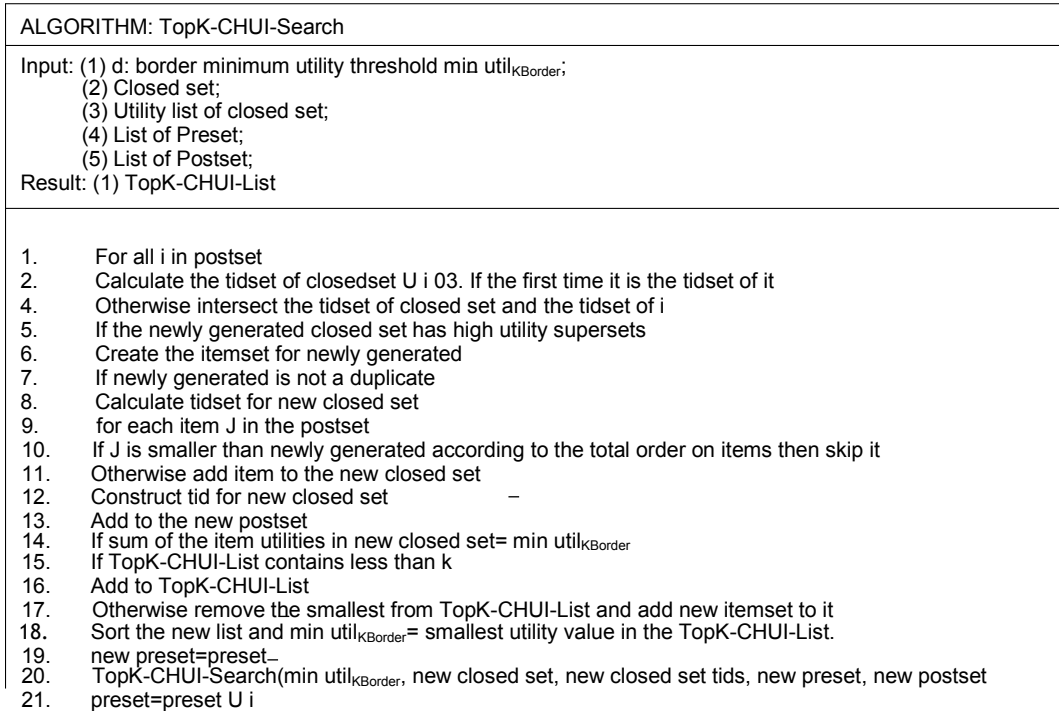 ALGORITHM: TopK-CHUI-Search
Input: (1) d: border minimum utility threshold min utilKBorder;
(2) Closed set;
(3) Utility list of closed set;
(4) List of Preset;
(5) List of Postset;
Result: (1) TopK-CHUI-List
1. For all i in postset
2. Calculate the tidset of closedset U i 03. If the first time it is the tidset of it
4. Otherwise intersect the tidset of closed set and the tidset of i
5. If the newly generated closed set has high utility supersets
6. Create the itemset for newly generated
7. If newly generated is not a duplicate
8. Calculate tidset for new closed set
9. for each item J in the postset
10. If J is smaller than newly generated according to the total order on items then skip it
11. Otherwise add item to the new closed set
12. Construct tid for new closed set –
13. Add to the new postset
14. If sum of the item utilities in new closed set= min utilKBorder
15. If TopK-CHUI-List contains less than k
16. Add to TopK-CHUI-List
17. Otherwise remove the smallest from TopK-CHUI-List and add new itemset to it
18. Sort the new list and min utilKBorder= smallest utility value in the TopK-CHUI-List.
19. new preset=preset–
20. TopK-CHUI-Search(min utilKBorder, new closed set, new closed set tids, new preset, new postset
21. preset=preset U i